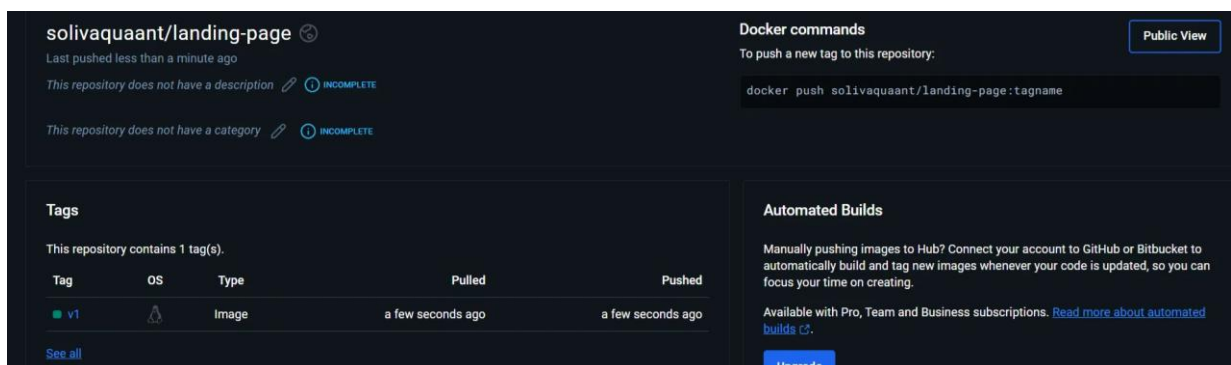 solivaquaant/landing-page
Last pushed less than a minute ago
This repository does not have a description INCOMPLETE
This repository does not have a category INCOMPLETE
Docker commands
Public View
To push a new tag to this repository:
docker push solivaquaant/landing-page:tagname
Tags
This repository contains 1 tag(s).
Tag OS Type Pulled Pushed
v1 Image a few seconds ago a few seconds ago
See all
Automated Builds
Manually pushing images to Hub? Connect your account to GitHub or Bitbucket to
automatically build and tag new images whenever your code is updated, so you can
focus your time on creating.
Available with Pro, Team and Business subscriptions. Read more about automated
builds.
Upgrade